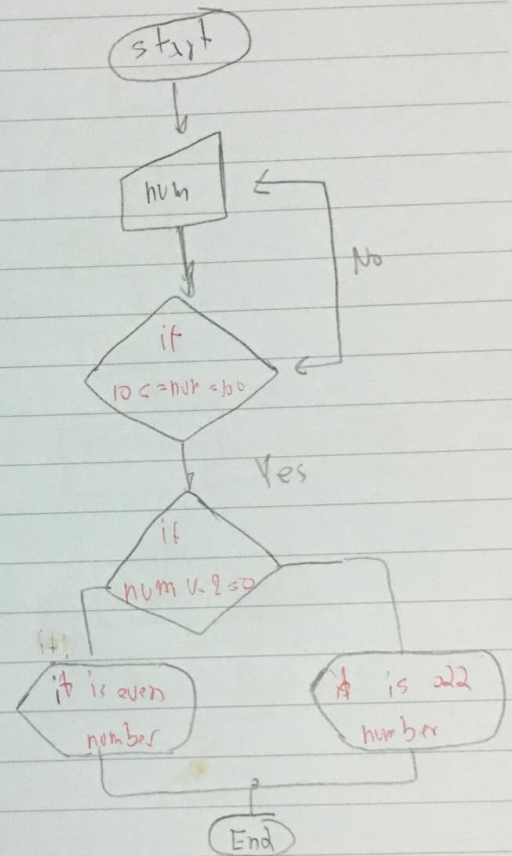 start
num
No
if
10 <= num <= 60
Yes
if
num % 2 = 0
it is even
number
it is odd
number
End